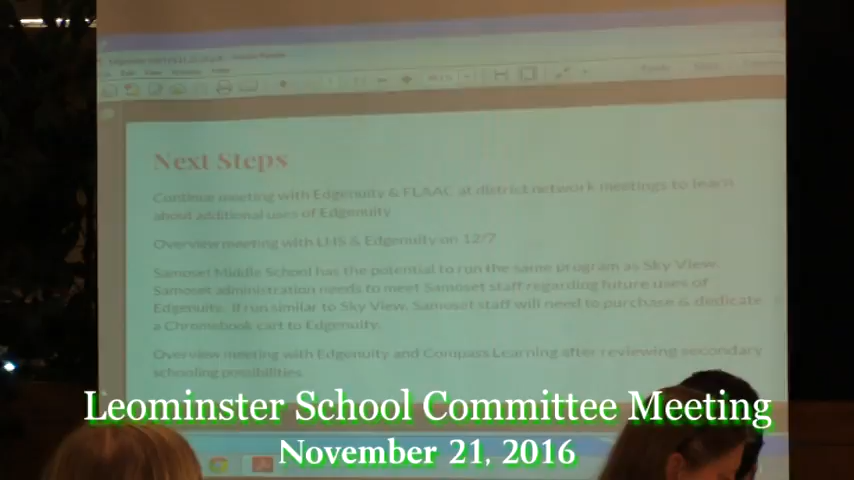 Next Steps
Continue meeting with Edgenuity & FLAAC at district network meetings to learn
about additional uses of Edgenuity
Overview meeting with LHS & Edgenuity on 12/7
Samoset Middle School has the potential to run the same program as Sky View.
Samoset administration needs to meet Samoset staff regarding future uses of
Edgenuity. If run similar to Sky View, Samoset staff will need to purchase & dedicate
a Chromebook cart to Edgenuity.
Overview meeting with Edgenuity and Compass Learning after reviewing secondary
schooling possibilities
Leominster School Committee Meeting
November 21, 2016